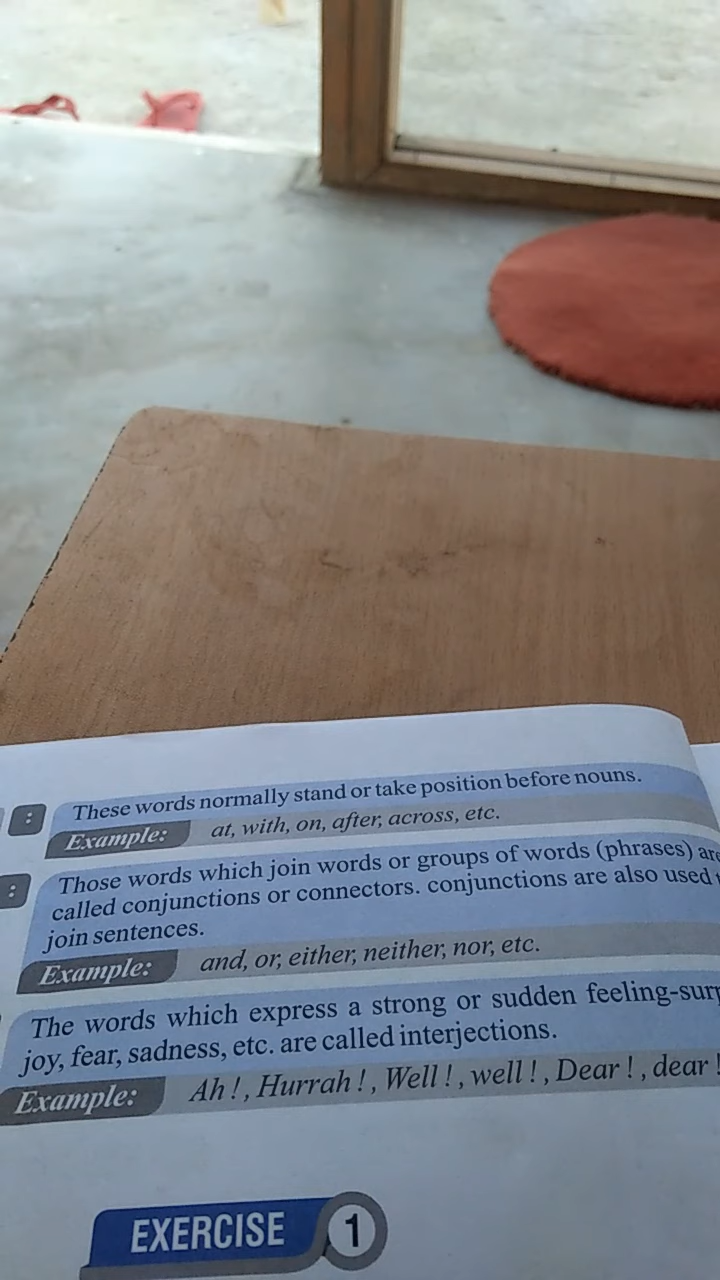 : These words normally stand or take position before nouns.
Example: at, with, on, after, across, etc.
: Those words which join words or groups of words (phrases) are
called conjunctions or connectors. conjunctions are also used
join sentences.
Example: and, or, either, neither, nor, etc.
The words which express a strong or sudden feeling-
joy, fear, sadness, etc. are called interjections.
Example: Ah !, Hurrah !, Well !, well !, Dear !, dear !
EXERCISE 1